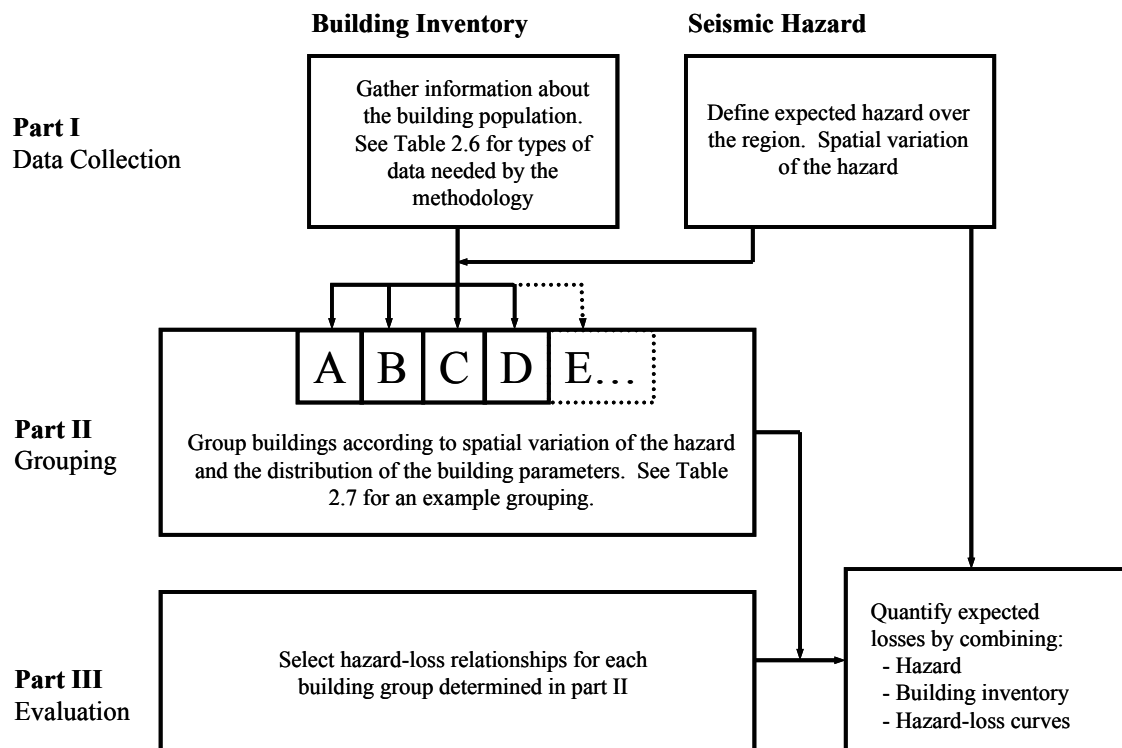 Building Inventory
Seismic Hazard
Part I
Data Collection
Gather information about
the building population.
See Table 2.6 for types of
data needed by the
methodology
Define expected hazard over
the region.  Spatial variation
of the hazard
A
B
C
D
E...
Part II
Grouping
Group buildings according to spatial variation of the hazard
and the distribution of the building parameters.  See Table
2.7 for an example grouping.
Part III
Evaluation
Select hazard-loss relationships for each
building group determined in part II
Quantify expected
losses by combining:
- Hazard
- Building inventory
- Hazard-loss curves